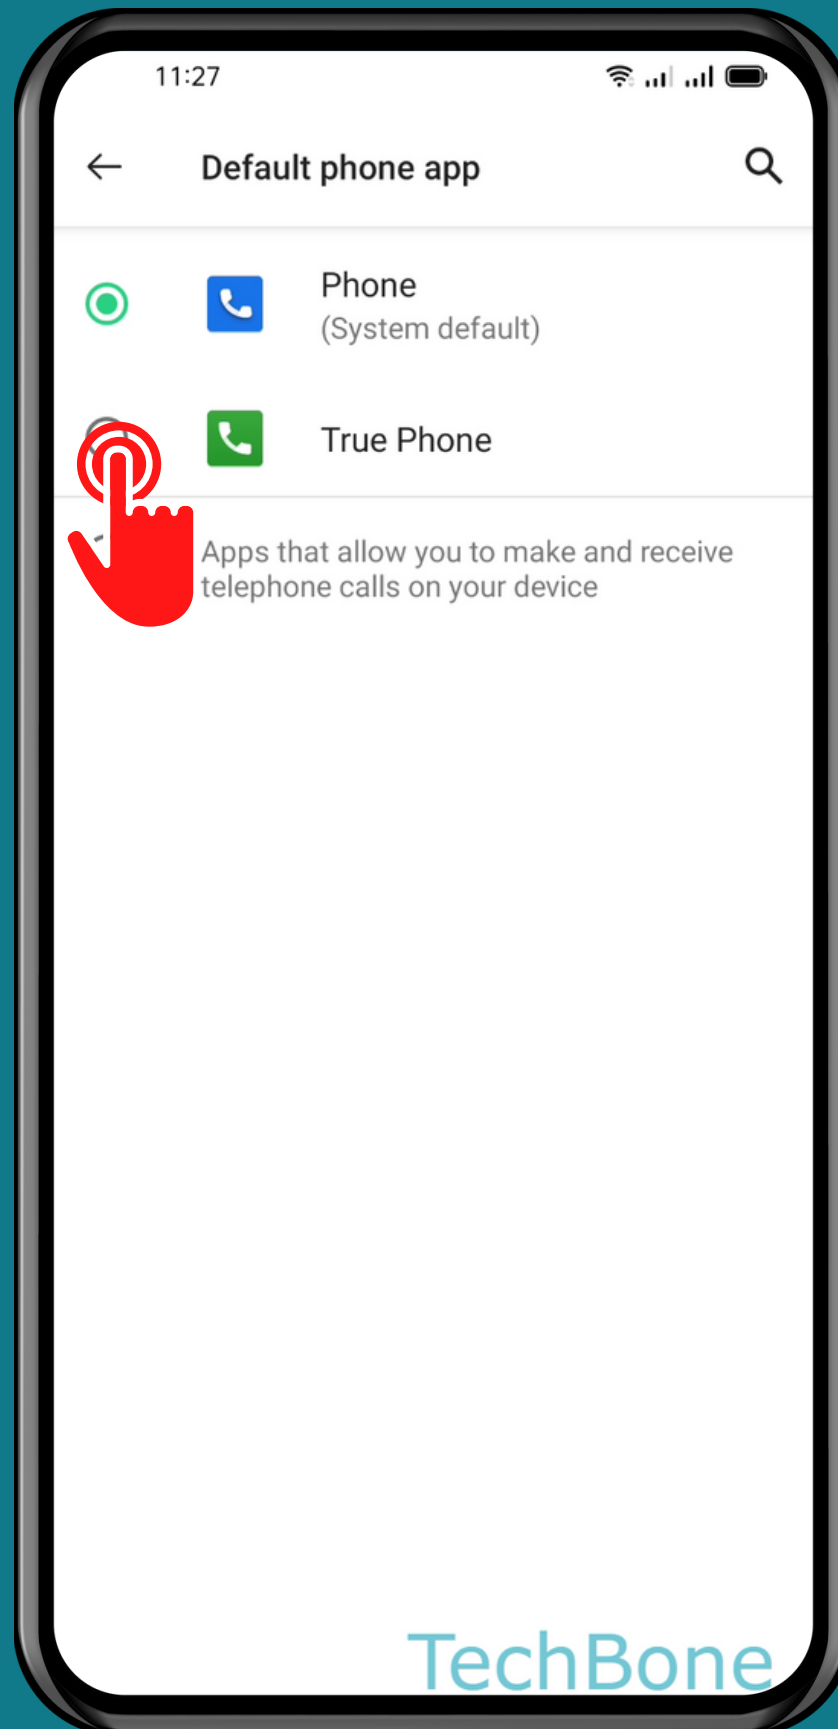 11:27
Default phone app
Phone
(System default)
True Phone
Apps that allow you to make and receive
telephone calls on your device
TechBone